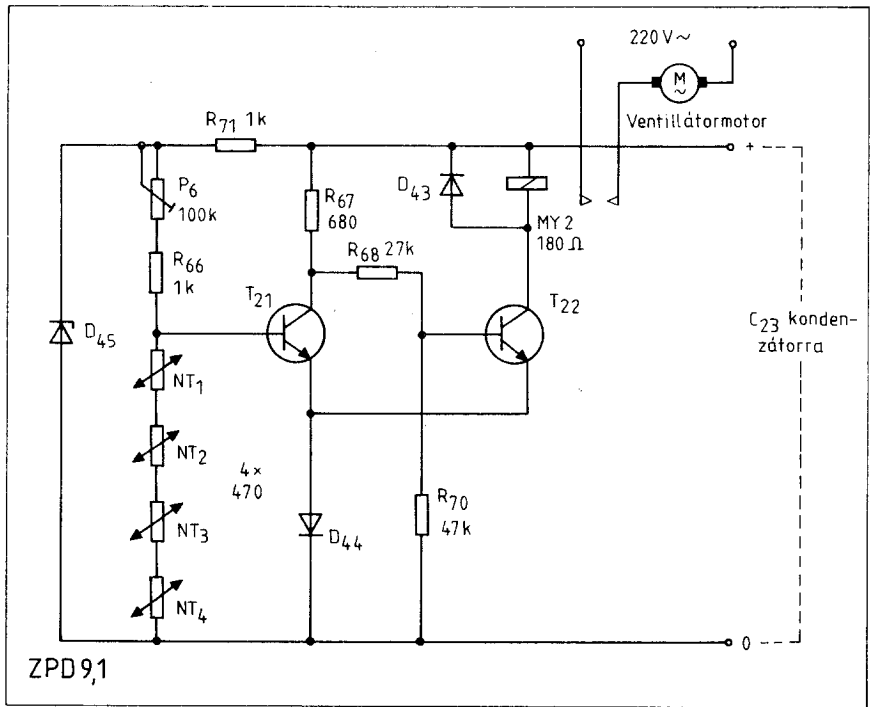 220 V ~
M
~
Ventillátormotor
R71 1k
+
P6
100k
R67
680
D43
MY 2
180 Ω
R68 27k
R66
1k
T21
T22
D45
C23 konden-
zátorra
NT1
NT2
4×
470
R70
47k
NT3
D44
NT4
0
ZPD 9,1